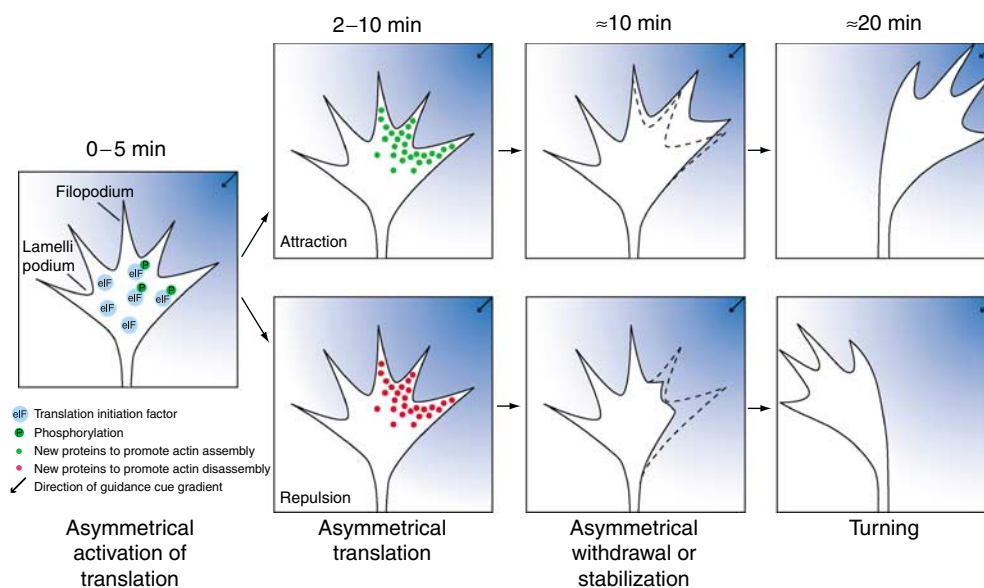 0–5 min
2–10 min
≈10 min
≈20 min
Filopodium
Lamelli
podium
eIF
P
eIF
P
eIF
P
eIF
eIF
eIF
Attraction
Repulsion
eIF Translation initiation factor
P Phosphorylation
New proteins to promote actin assembly
New proteins to promote actin disassembly
Direction of guidance cue gradient
Asymmetrical
activation of
translation
Asymmetrical
translation
Asymmetrical
withdrawal or
stabilization
Turning